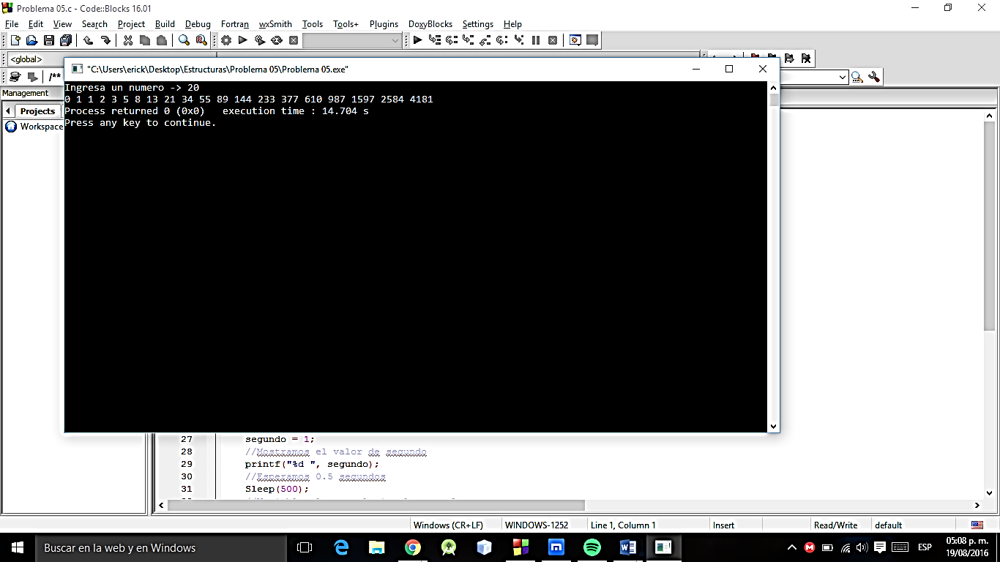 Problema 05.c - Code::Blocks 16.01
File Edit View Search Project Build Debug Fortran wxSmith Tools Tools+ Plugins DoxyBlocks Settings Help
<global>
"C:\Users\erick\Desktop\Estructuras\Problema 05\Problema 05.exe"
/**
Management
Projects
Workspace
Ingresa un numero -> 20
0 1 1 2 3 5 8 13 21 34 55 89 144 233 377 610 987 1597 2584 4181
Process returned 0 (0x0)   execution time : 14.704 s
Press any key to continue.
27 segundo = 1;
28 //Mostramos el valor de segundo
29 printf("%d ", segundo);
30 //Esperamos 0.5 segundos
31 Sleep(500);
Windows (CR+LF) WINDOWS-1252 Line 1, Column 1 Insert Read/Write default
Buscar en la web y en Windows
ESP
05:08 p. m.
19/08/2016